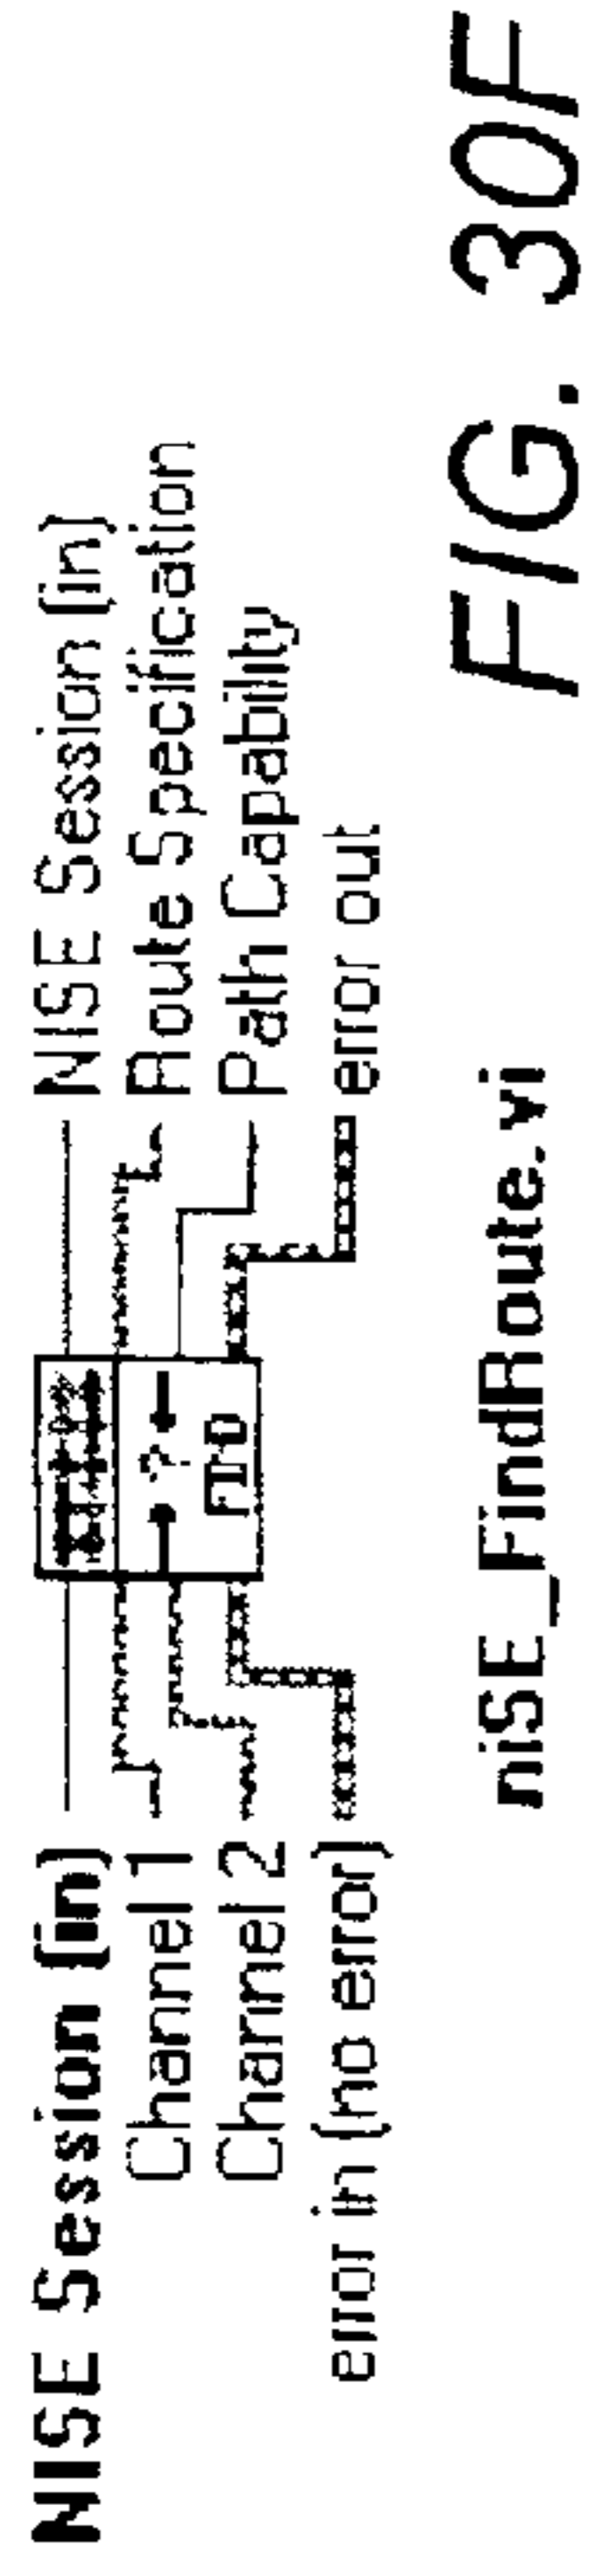 NISE Session (in)
Channel 1
Channel 2
error in (no error)
? 
FIND
NISE Session (in)
Route Specification
Path Capability
error out
niSE_FindRoute.vi
FIG. 30F